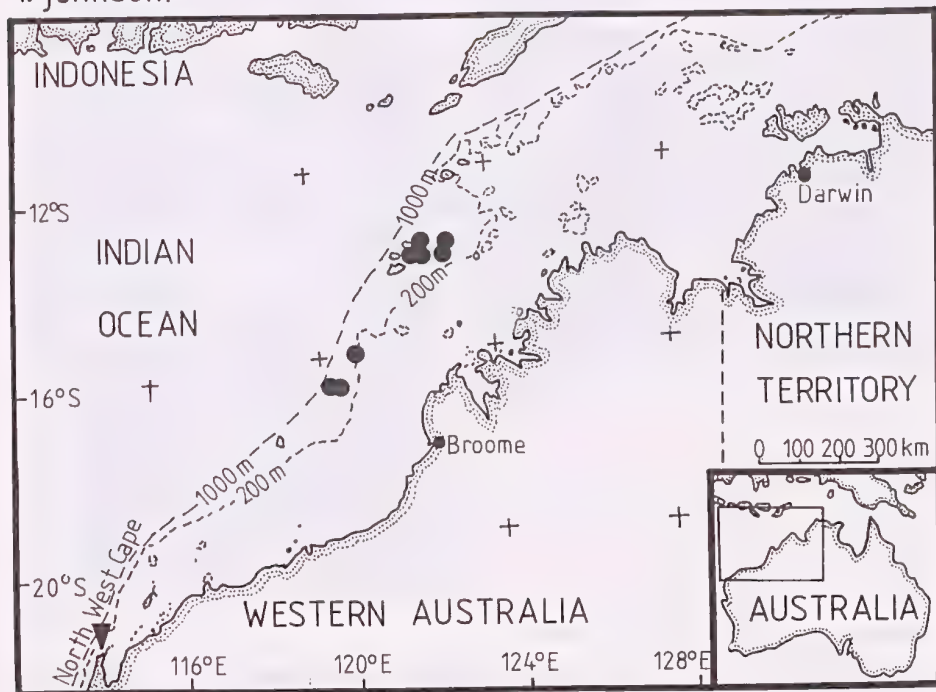 INDONESIA
12°S
INDIAN
OCEAN
1000m
200m
Darwin
NORTHERN
TERRITORY
0 100 200 300 km
16°S
Broome
1000m
200m
North West Cape
20°S
WESTERN AUSTRALIA
AUSTRALIA
116°E
120°E
124°E
128°E